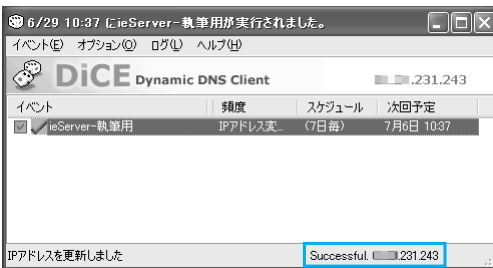 6/29 10:37 にieServer-執筆用が実行されました。
イベント(E) オプション(O) ログ(L) ヘルプ(H)
DiCE Dynamic DNS Client .231.243
イベント 頻度 スケジュール 次回予定
ieServer-執筆用 IPアドレス変... (7日毎) 7月6日 10:37
IPアドレスを更新しました Successful. .231.243